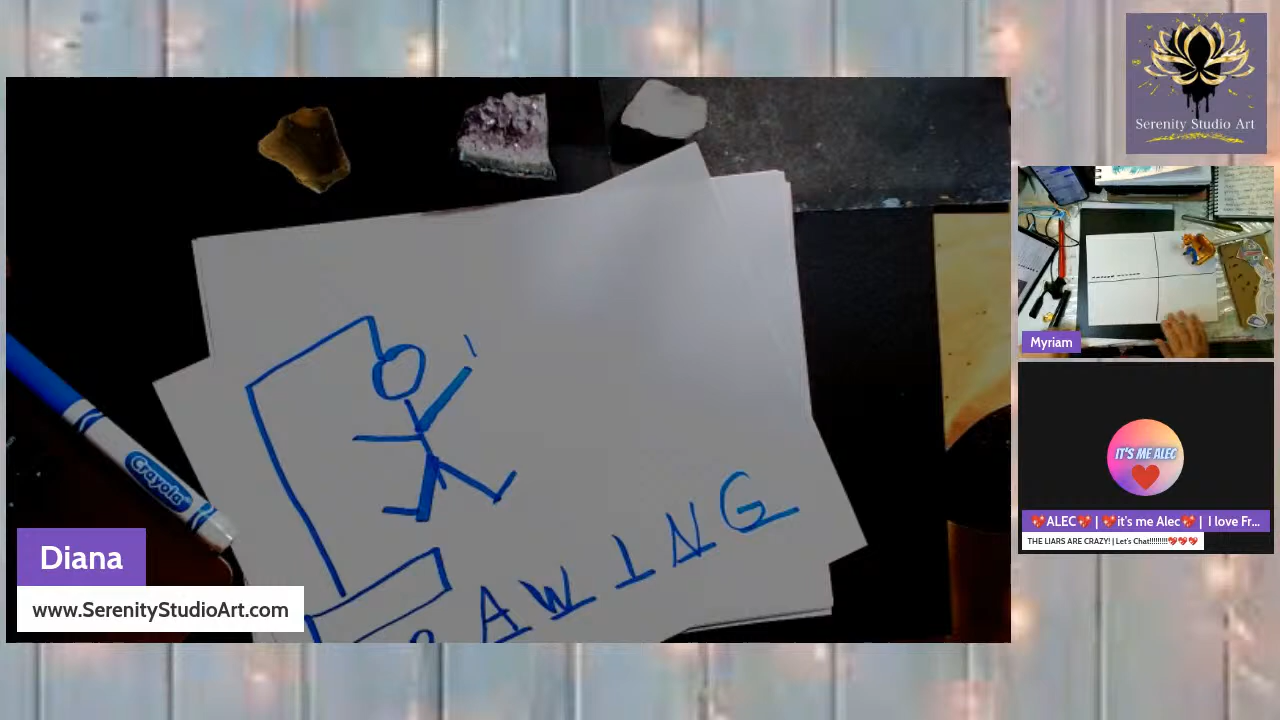 Serenity Studio Art
Crayola
AWING
Diana
www.SerenityStudioArt.com
Myriam
IT'S ME ALEC
💖ALEC💖 | 💖it's me Alec💖 | I love Fr...
THE LIARS ARE CRAZY! | Let's Chat!!!!!!!!!💖💖💖